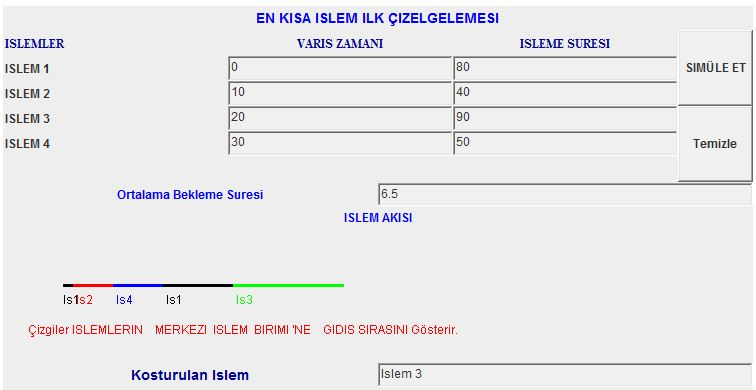 EN KISA ISLEM ILK ÇIZELGELEMESI
ISLEMLER VARIS ZAMANI ISLEME SURESI
ISLEM 1 0 80 SIMÜLE ET
ISLEM 2 10 40
ISLEM 3 20 90 Temizle
ISLEM 4 30 50
Ortalama Bekleme Suresi 6.5
ISLEM AKISI
Is1s2 Is4 Is1 Is3
Çizgiler ISLEMLERIN MERKEZI ISLEM BIRIMI 'NE GIDIS SIRASINI Gösterir.
Kosturulan Islem Islem 3